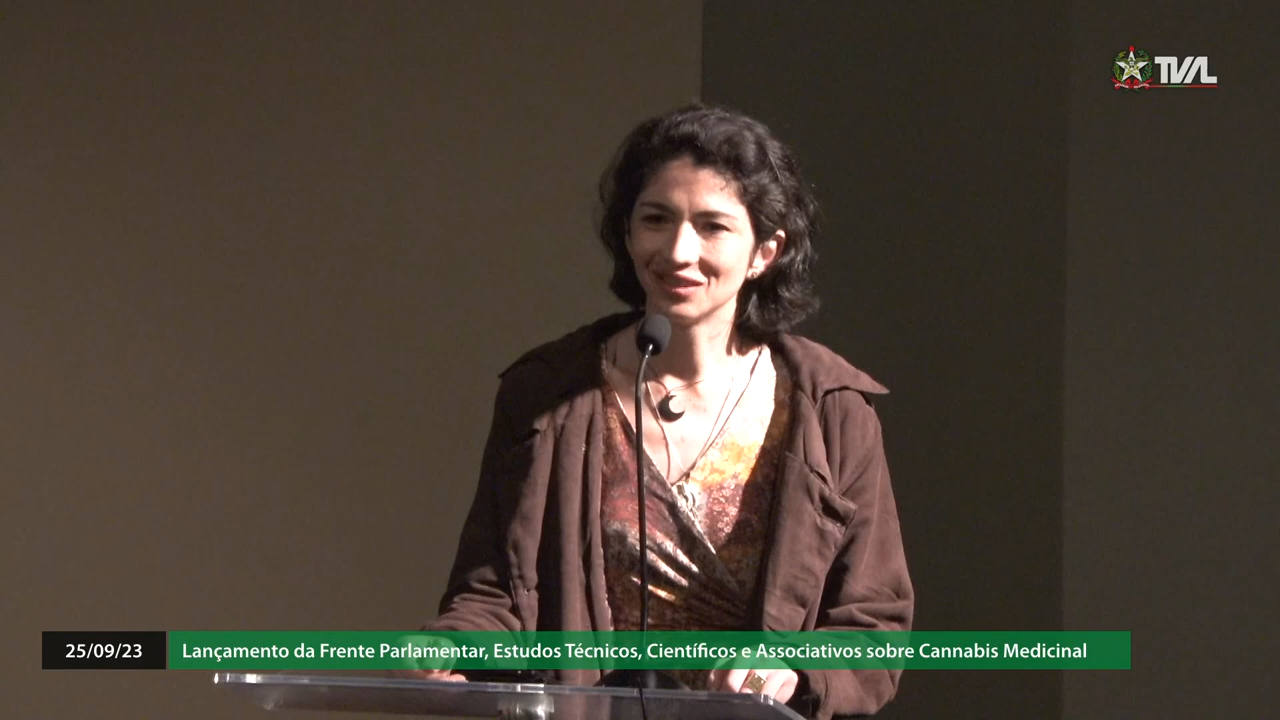 TVAL
25/09/23
Lançamento da Frente Parlamentar, Estudos Técnicos, Científicos e Associativos sobre Cannabis Medicinal